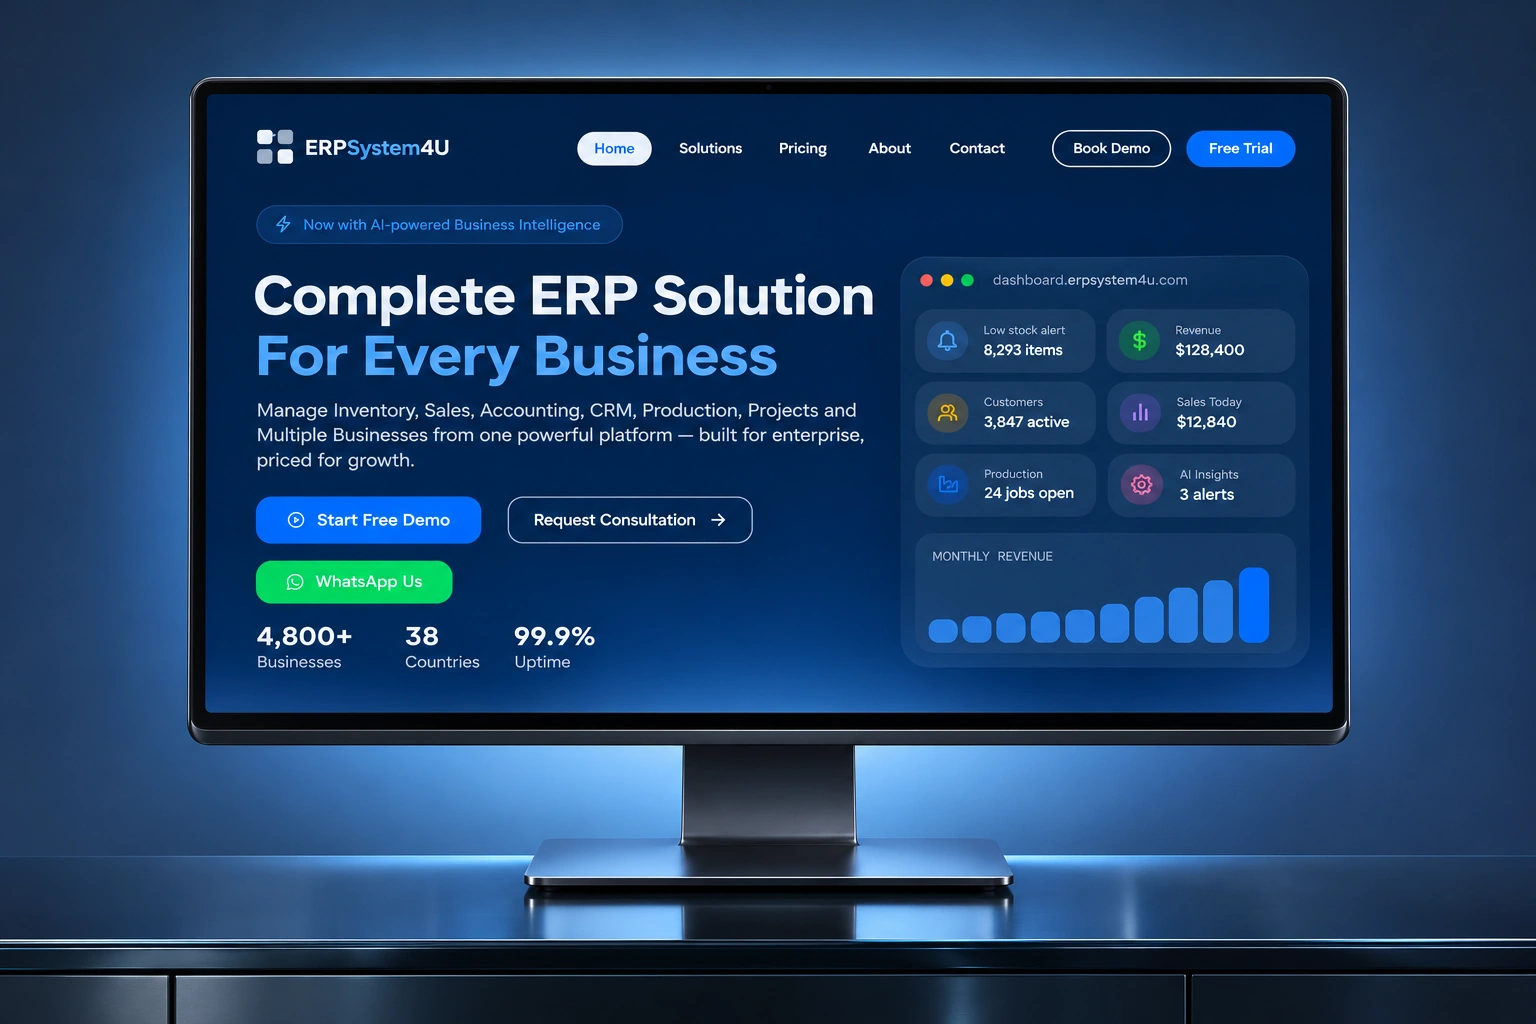 ERPSystem4U
Home
Solutions
Pricing
About
Contact
Book Demo
Free Trial
Now with AI-powered Business Intelligence
Complete ERP Solution
For Every Business
Manage Inventory, Sales, Accounting, CRM, Production, Projects and
Multiple Businesses from one powerful platform — built for enterprise,
priced for growth.
Start Free Demo
Request Consultation →
WhatsApp Us
4,800+
Businesses
38
Countries
99.9%
Uptime
dashboard.erpsystem4u.com
Low stock alert
8,293 items
Revenue
$128,400
Customers
3,847 active
Sales Today
$12,840
Production
24 jobs open
AI Insights
3 alerts
MONTHLY REVENUE